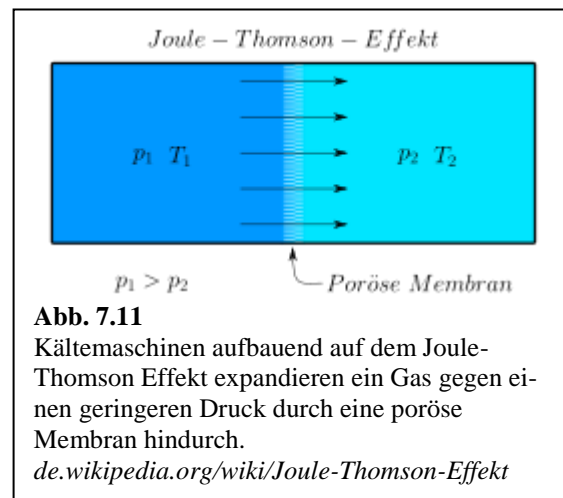 Joule – Thomson – Effekt
p₁ T₁
p₂ T₂
p₁ > p₂
Poröse Membran
Abb. 7.11
Kältemaschinen aufbauend auf dem Joule-
Thomson Effekt expandieren ein Gas gegen ei-
nen geringeren Druck durch eine poröse
Membran hindurch.
de.wikipedia.org/wiki/Joule-Thomson-Effekt